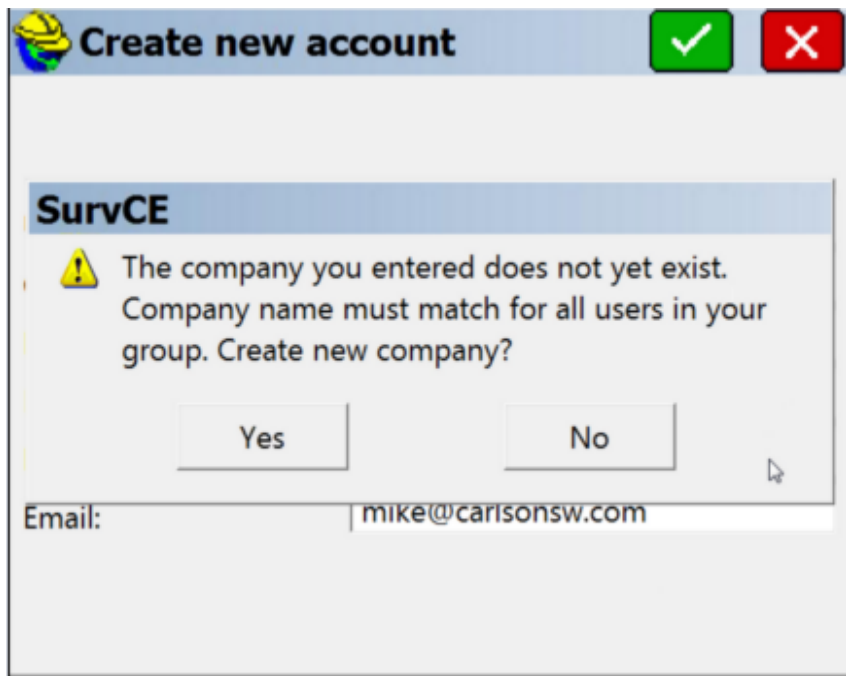 Create new account
SurvCE
The company you entered does not yet exist.
Company name must match for all users in your
group. Create new company?
Yes
No
Email:
mike@carlsonsw.com